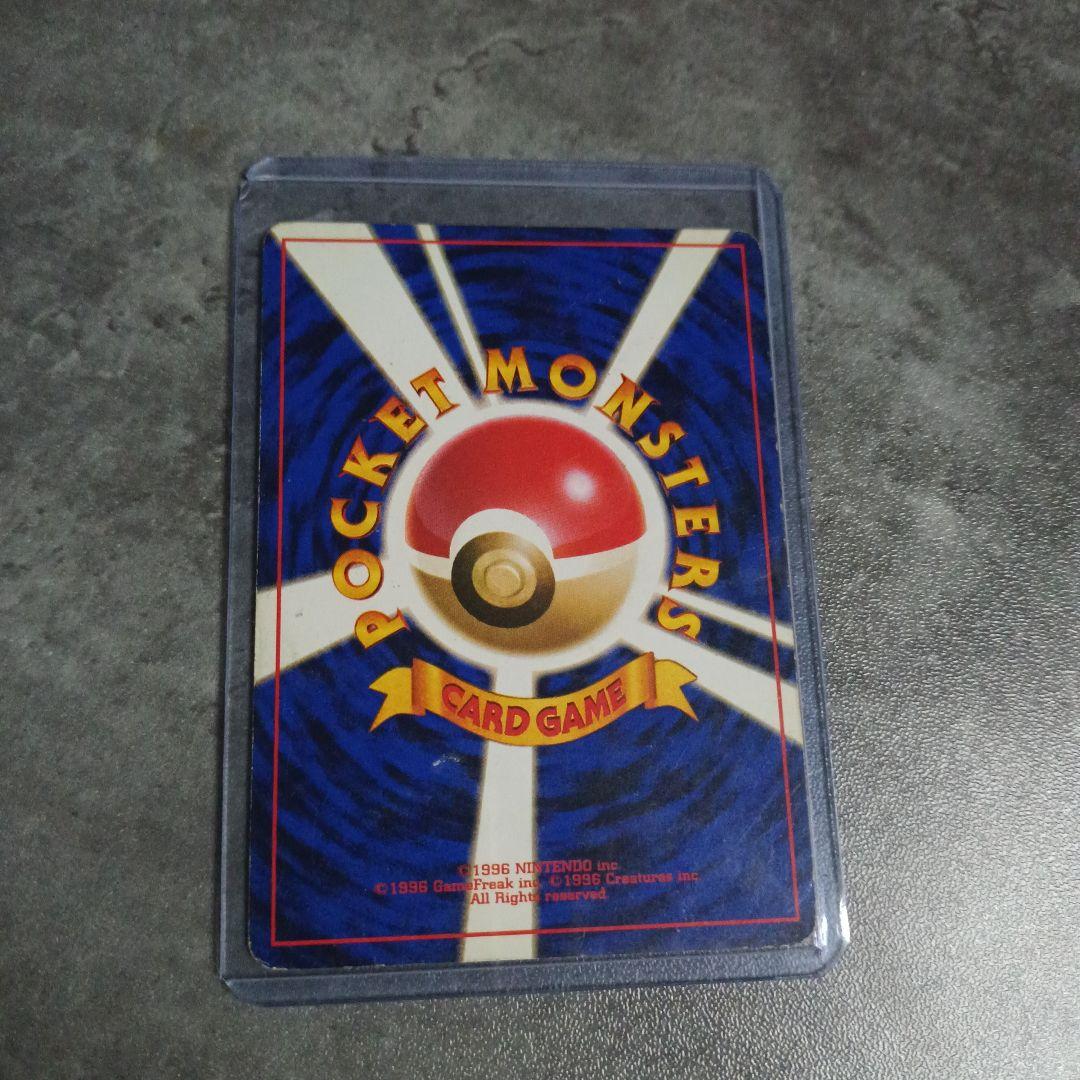 POCKET MONSTERS
CARD GAME
©1996 NINTENDO inc.
©1996 GameFreak inc. ©1996 Creatures inc.
All Rights reserved